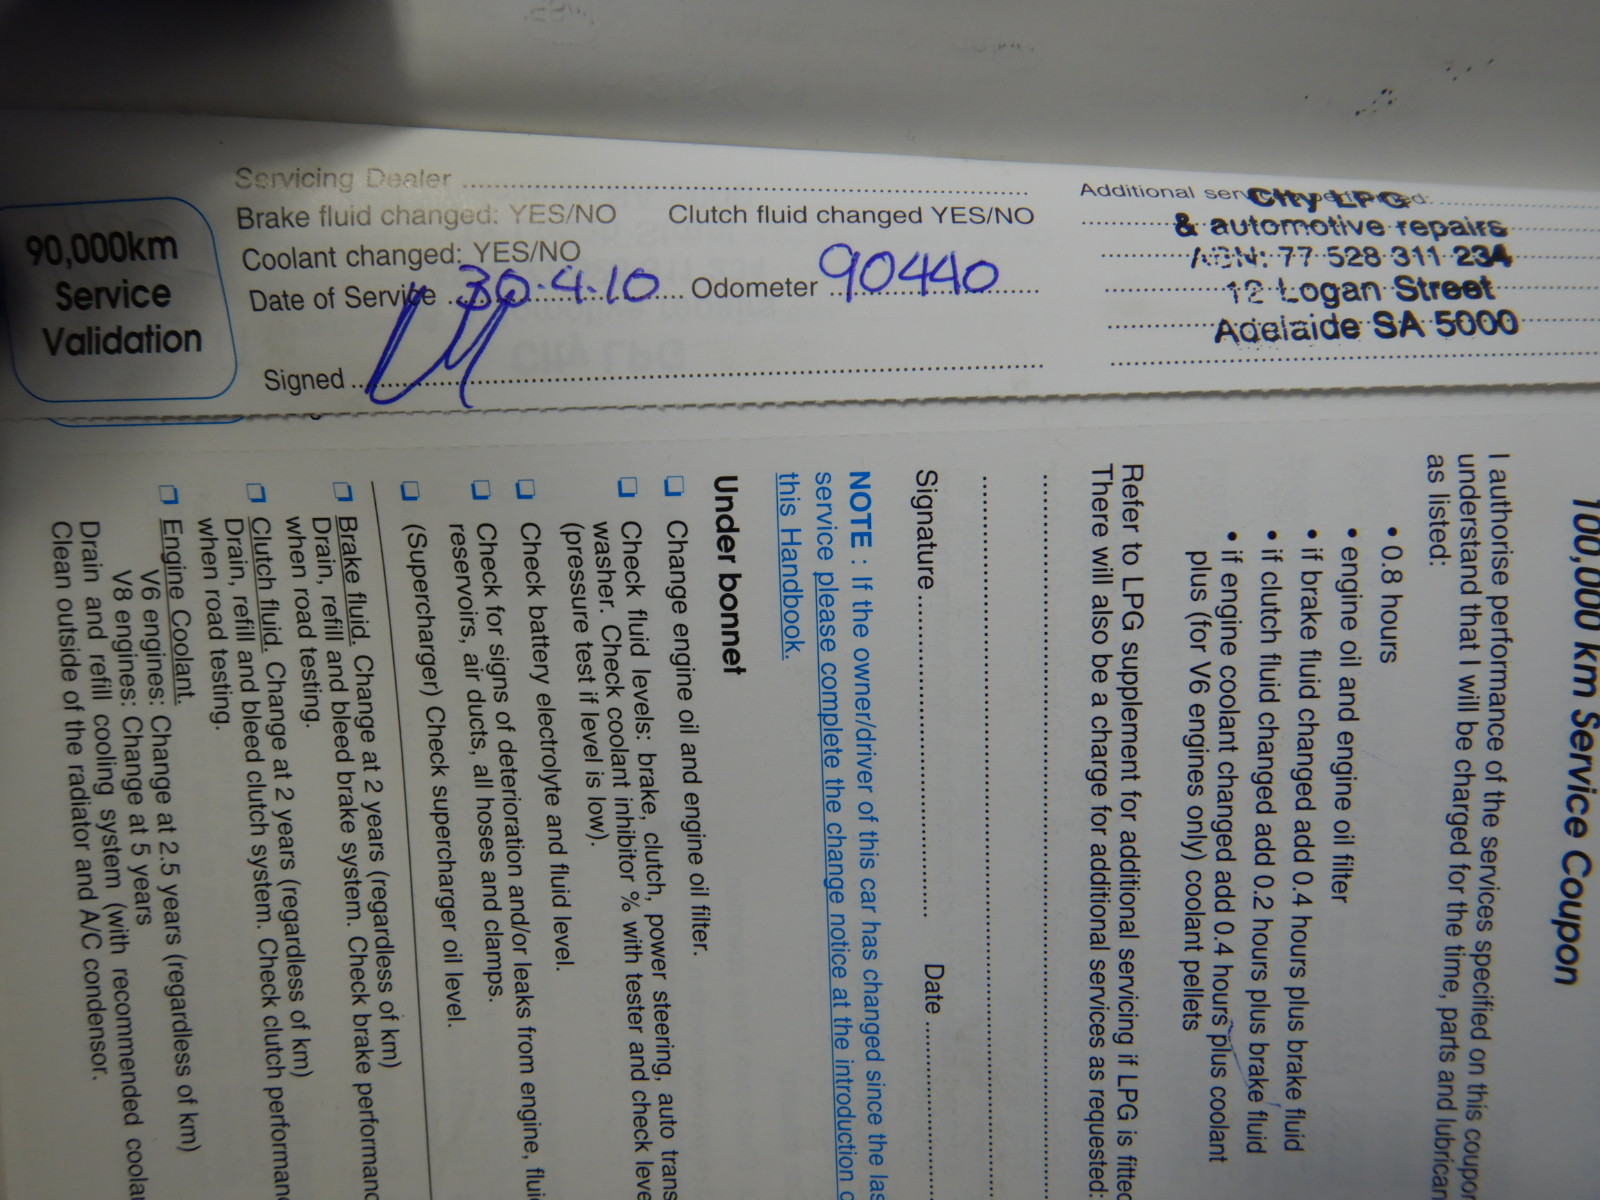 90,000km
Service
Validation
Servicing Dealer
Brake fluid changed: YES/NO Clutch fluid changed YES/NO
Coolant changed: YES/NO
Date of Service 30.4.10 Odometer 90440
Signed
Additional
City LPG
& automotive repairs
ABN: 77 528 311 234
12 Logan Street
Adelaide SA 5000
100,000 km Service Coupon
I authorise performance of the services specified on this coupon
understand that I will be charged for the time, parts and lubrican
as listed:
• 0.8 hours
• engine oil and engine oil filter
• if brake fluid changed add 0.4 hours plus brake fluid
• if clutch fluid changed add 0.2 hours plus brake fluid
• if engine coolant changed add 0.4 hours plus coolant
plus (for V6 engines only) coolant pellets
Refer to LPG supplement for additional servicing if LPG is fitted
There will also be a charge for additional services as requested:
Signature Date
NOTE : If the owner/driver of this car has changed since the las
service please complete the change notice at the introduction o
this Handbook.
Under bonnet
❑ Change engine oil and engine oil filter.
❑ Check fluid levels: brake, clutch, power steering, auto trans
washer. Check coolant inhibitor % with tester and check leve
(pressure test if level is low).
❑ Check battery electrolyte and fluid level.
❑ Check for signs of deterioration and/or leaks from engine, flui
reservoirs, air ducts, all hoses and clamps.
❑ (Supercharger) Check supercharger oil level.
❑ Brake fluid. Change at 2 years (regardless of km)
Drain, refill and bleed brake system. Check brake performanc
when road testing.
❑ Clutch fluid. Change at 2 years (regardless of km)
Drain, refill and bleed clutch system. Check clutch performanc
when road testing.
❑ Engine Coolant.
V6 engines: Change at 2.5 years (regardless of km)
V8 engines: Change at 5 years
Drain and refill cooling system (with recommended coolan
Clean outside of the radiator and A/C condensor.